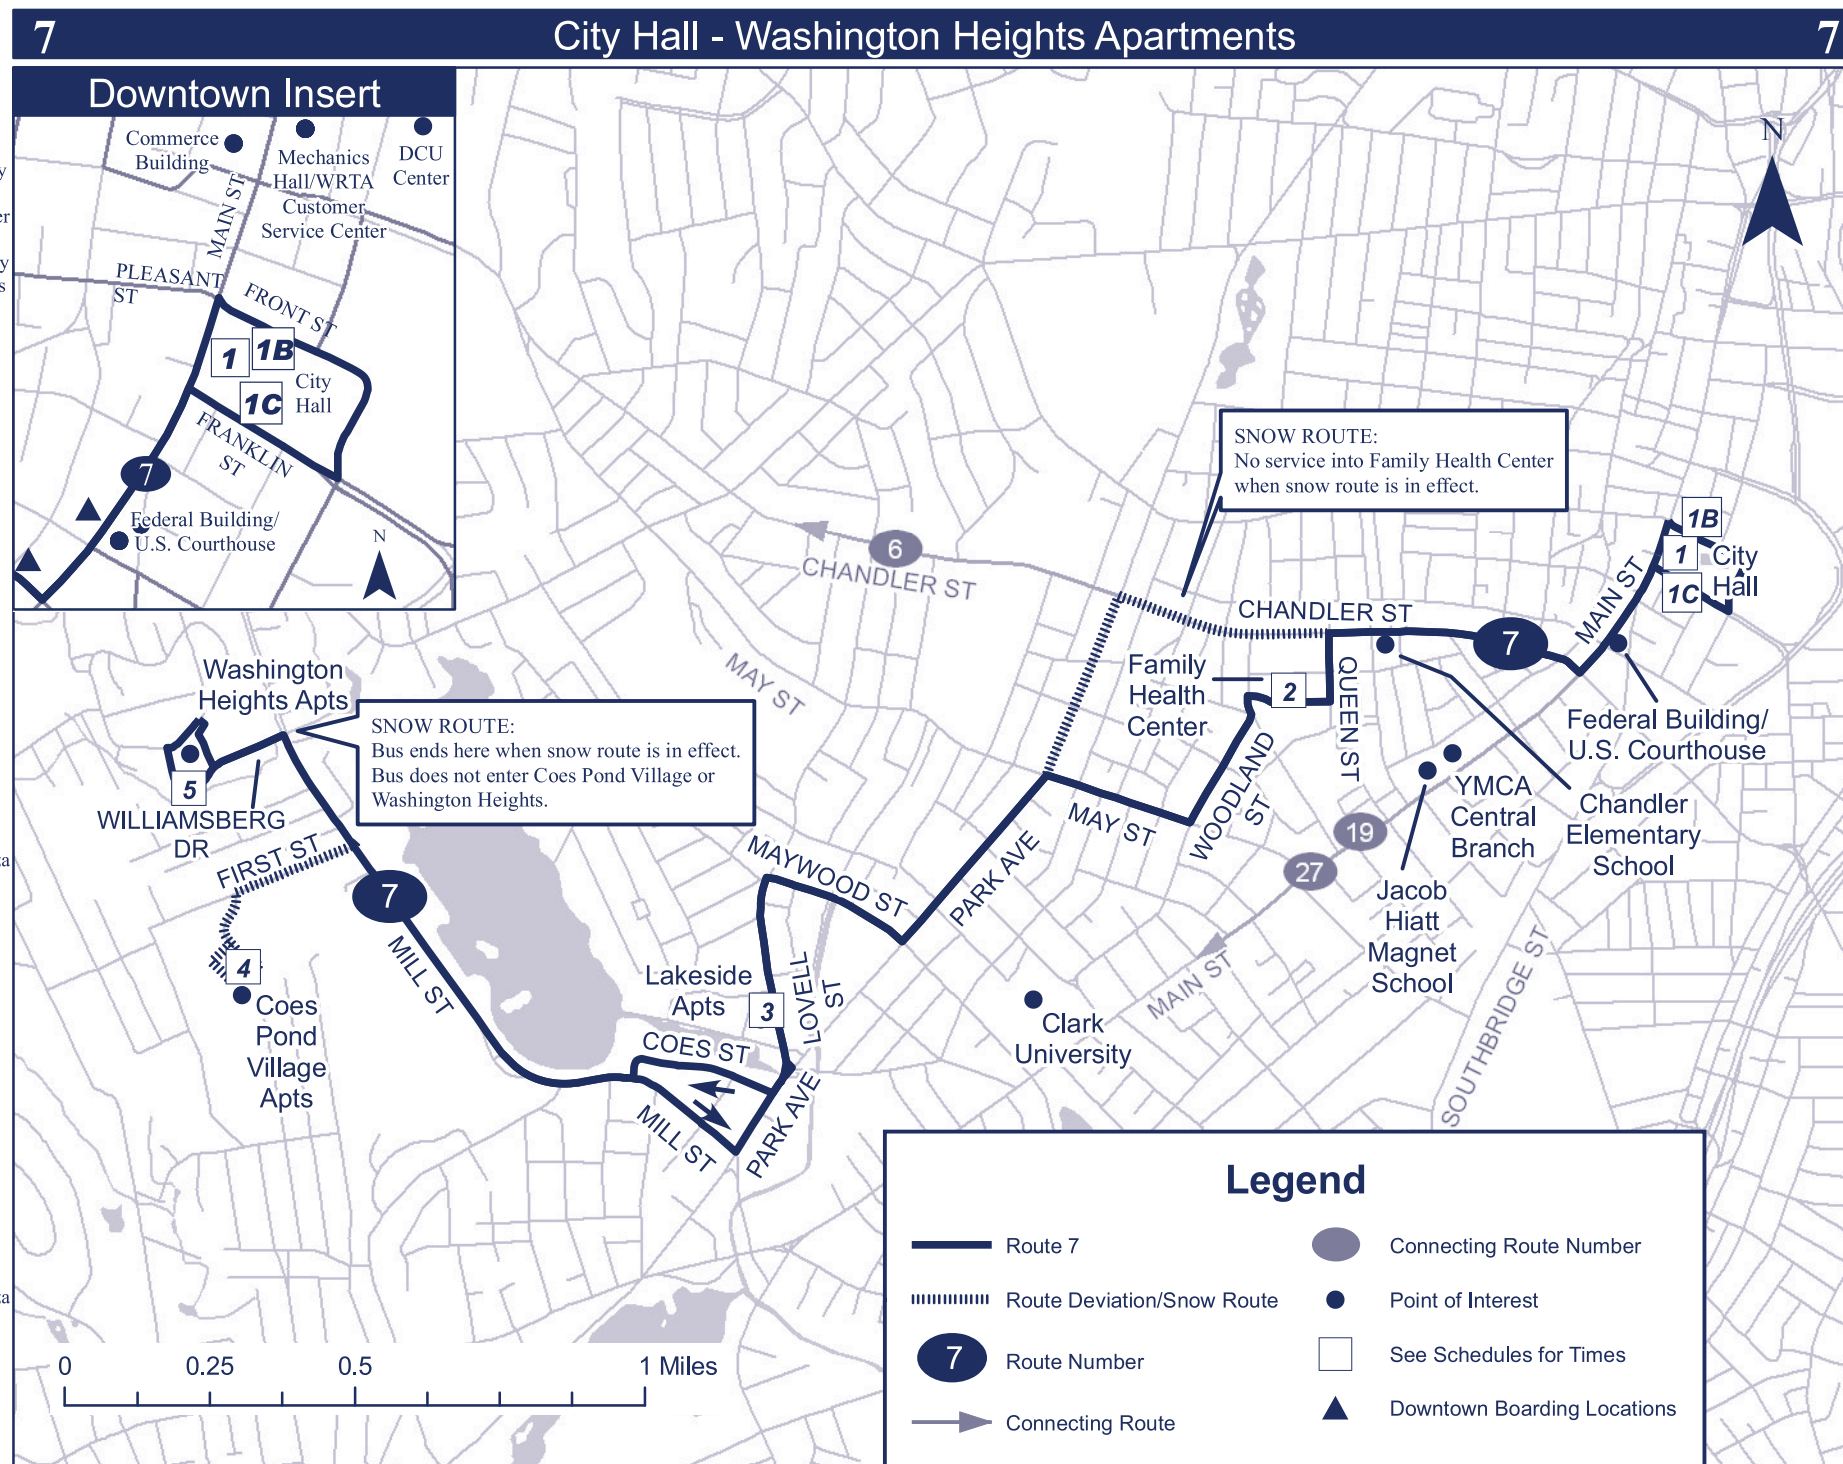 7
City Hall - Washington Heights Apartments
7
Downtown Insert
Commerce
Building
Mechanics
Hall/WRTA
Customer
Service Center
DCU
Center
MAIN ST
PLEASANT
ST
FRONT ST
1
1B
1C
City
Hall
FRANKLIN
ST
7
Federal Building/
U.S. Courthouse
N
N
SNOW ROUTE:
No service into Family Health Center
when snow route is in effect.
6
CHANDLER ST
CHANDLER ST
7
MAIN ST
1B
1
1C
City
Hall
MAY ST
Family
Health
Center
2
QUEEN ST
Federal Building/
U.S. Courthouse
Washington
Heights Apts
SNOW ROUTE:
Bus ends here when snow route is in effect.
Bus does not enter Coes Pond Village or
Washington Heights.
5
WILLIAMSBERG
DR
FIRST ST
7
MILL ST
4
Coes
Pond
Village
Apts
MAYWOOD ST
PARK AVE
MAY ST
WOODLAND
ST
19
27
YMCA
Central
Branch
Chandler
Elementary
School
Jacob
Hiatt
Magnet
School
MAIN ST
SOUTHBRIDGE ST
Lakeside
Apts
3
LOVELL
ST
COES ST
MILL ST
PARK AVE
Clark
University
Legend
Route 7
Route Deviation/Snow Route
7
Route Number
Connecting Route
Connecting Route Number
Point of Interest
See Schedules for Times
Downtown Boarding Locations
0
0.25
0.5
1 Miles